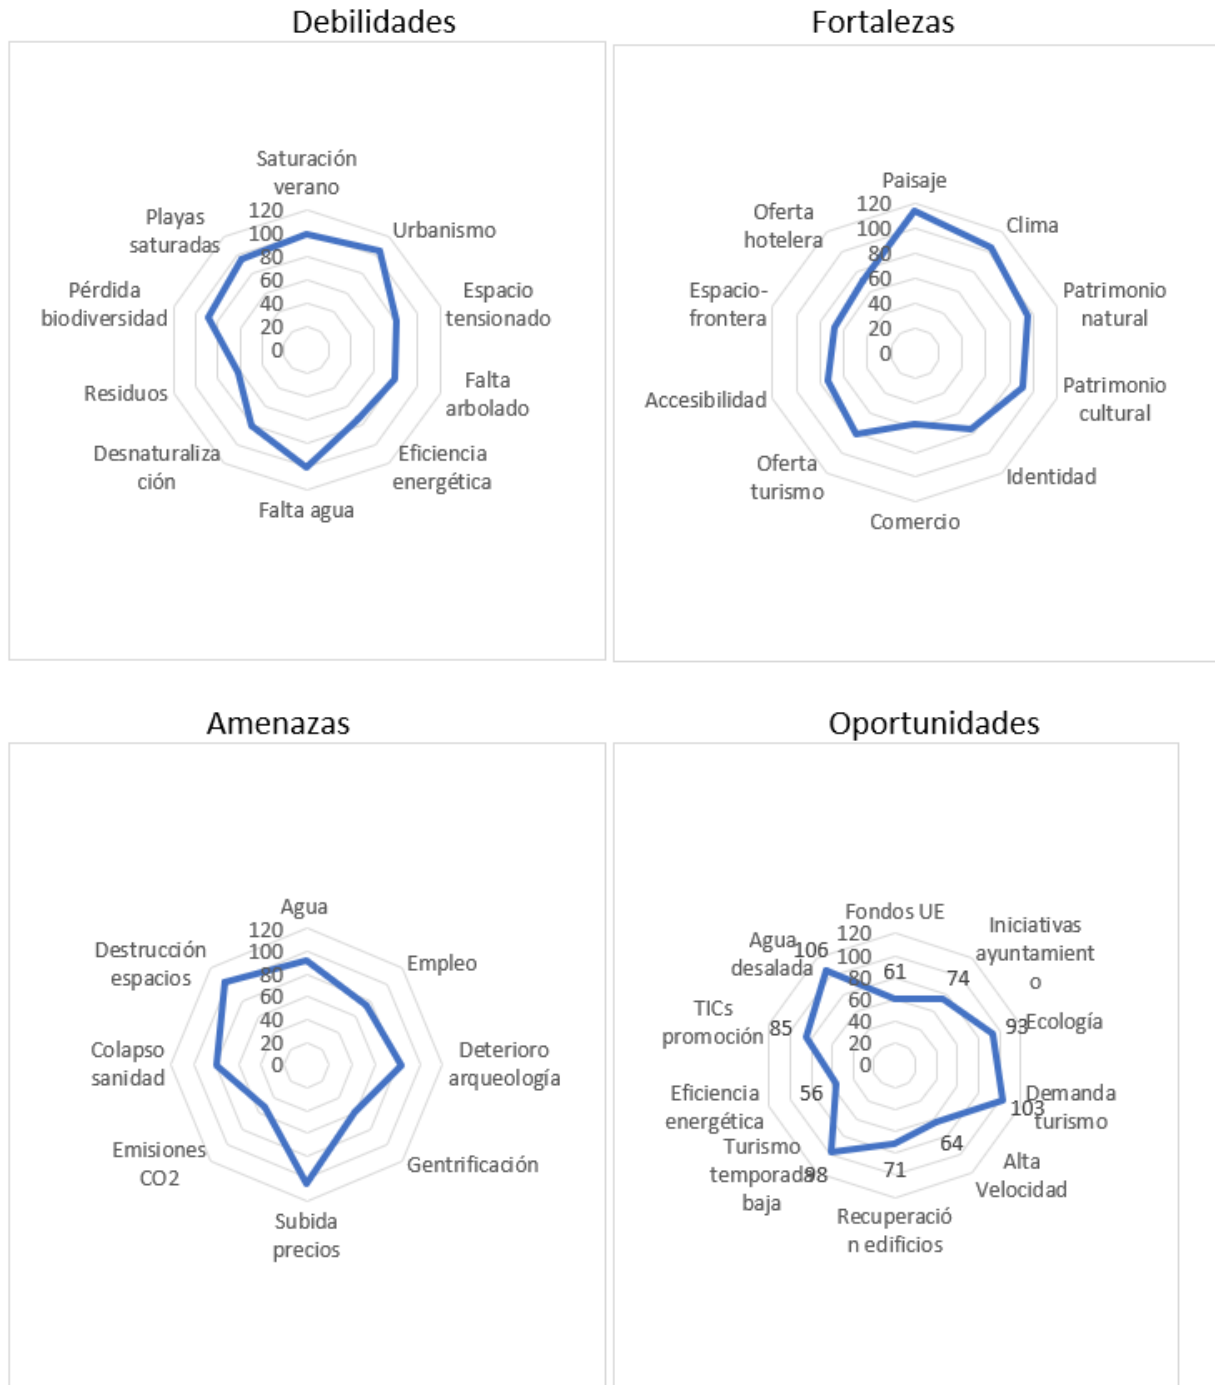 Debilidades
Saturación
verano
Playas
saturadas
Urbanismo
Pérdida
biodiversidad
Espacio
tensionado
Residuos
Falta
arbolado
Desnaturaliza
ción
Eficiencia
energética
Falta agua
120
100
80
60
40
20
0
Fortalezas
Paisaje
Oferta
hotelera
Clima
Espacio-
frontera
Patrimonio
natural
Accesibilidad
Patrimonio
cultural
Oferta
turismo
Identidad
Comercio
120
100
80
60
40
20
0
Amenazas
Agua
Destrucción
espacios
Empleo
Colapso
sanidad
Deterioro
arqueología
Emisiones
CO2
Gentrificación
Subida
precios
120
100
80
60
40
20
0
Oportunidades
Fondos UE
Iniciativas
ayuntamient
o
Agua
desalada
TICs
promoción
Ecología
Eficiencia
energética
Demanda
turismo
Turismo
temporada
baja
Alta
Velocidad
Recuperació
n edificios
120
100
80
60
40
20
0
61
74
93
103
64
71
98
56
85
106